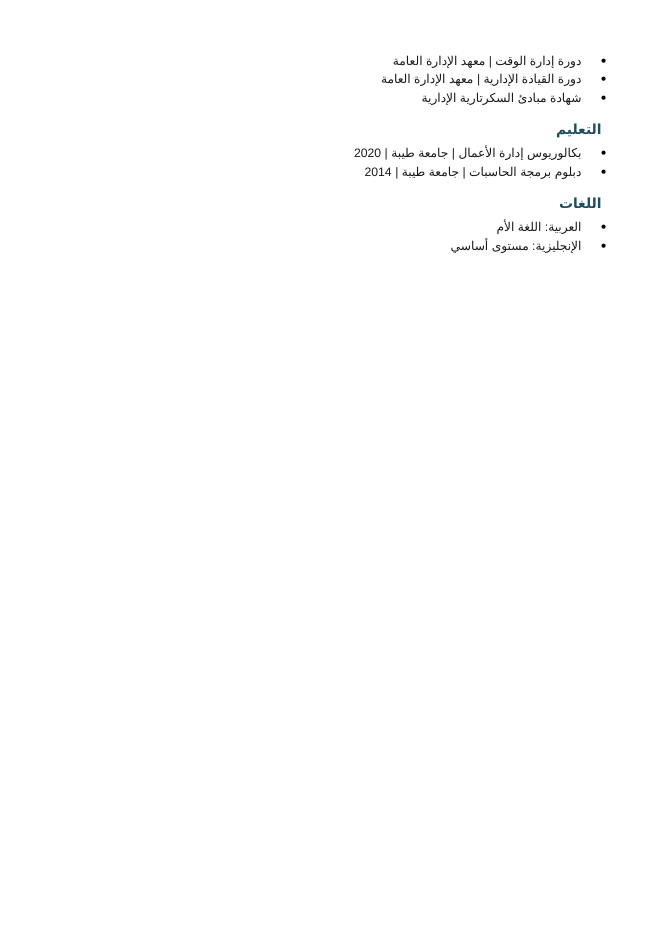 • دورة إدارة الوقت | معهد الإدارة العامة
• دورة القيادة الإدارية | معهد الإدارة العامة
• شهادة مبادئ السكرتارية الإدارية
التعليم
• بكالوريوس إدارة الأعمال | جامعة طيبة | 2020
• دبلوم برمجة الحاسبات | جامعة طيبة | 2014
اللغات
• العربية: اللغة الأم
• الإنجليزية: مستوى أساسي